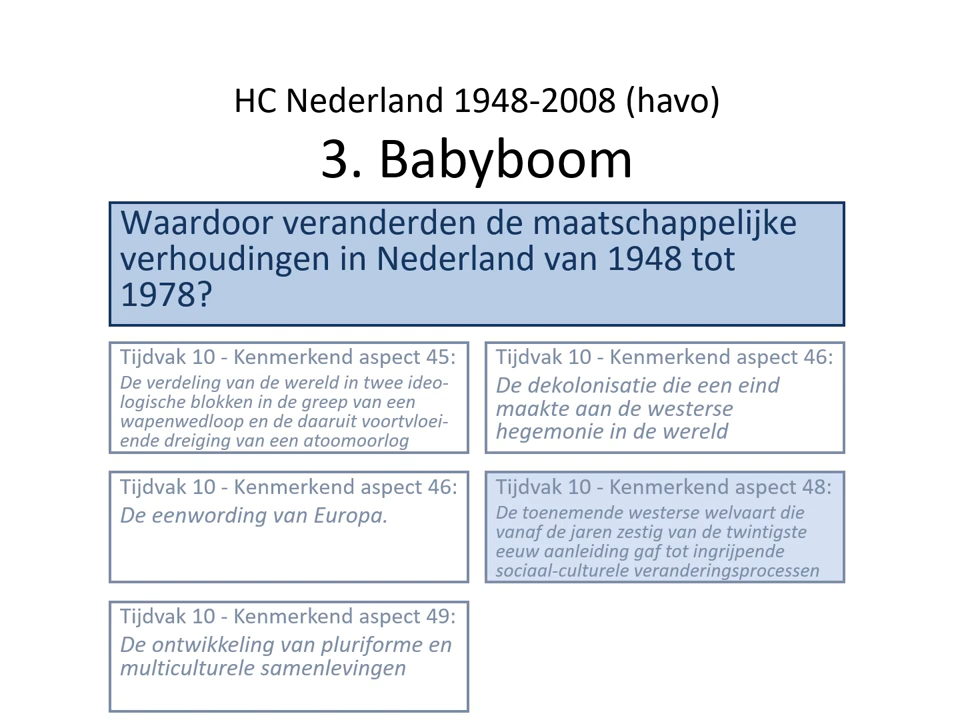 HC Nederland 1948-2008 (havo)
3. Babyboom
Waardoor veranderden de maatschappelijke
verhoudingen in Nederland van 1948 tot
1978?
Tijdvak 10 - Kenmerkend aspect 45:
De verdeling van de wereld in twee ideo-
logische blokken in de greep van een
wapenwedloop en de daaruit voortvloei-
ende dreiging van een atoomoorlog
Tijdvak 10 - Kenmerkend aspect 46:
De dekolonisatie die een eind
maakte aan de westerse
hegemonie in de wereld
Tijdvak 10 - Kenmerkend aspect 46:
De eenwording van Europa.
Tijdvak 10 - Kenmerkend aspect 48:
De toenemende westerse welvaart die
vanaf de jaren zestig van de twintigste
eeuw aanleiding gaf tot ingrijpende
sociaal-culturele veranderingsprocessen
Tijdvak 10 - Kenmerkend aspect 49:
De ontwikkeling van pluriforme en
multiculturele samenlevingen